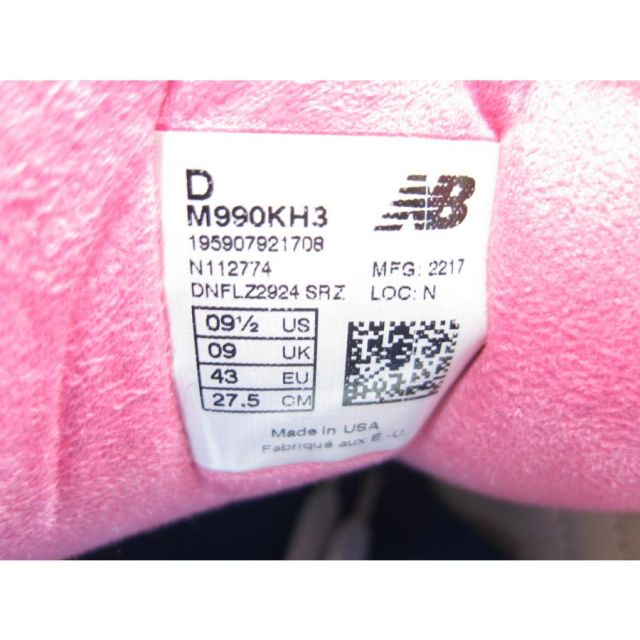 D
M990KH3
195907921708
N112774
MFG: 2217
DNFLZ2924 SRZ
LOC: N
09½ US
09 UK
43 EU
27.5 CM
NB
Made in USA
Fabriqué aux É.-U.